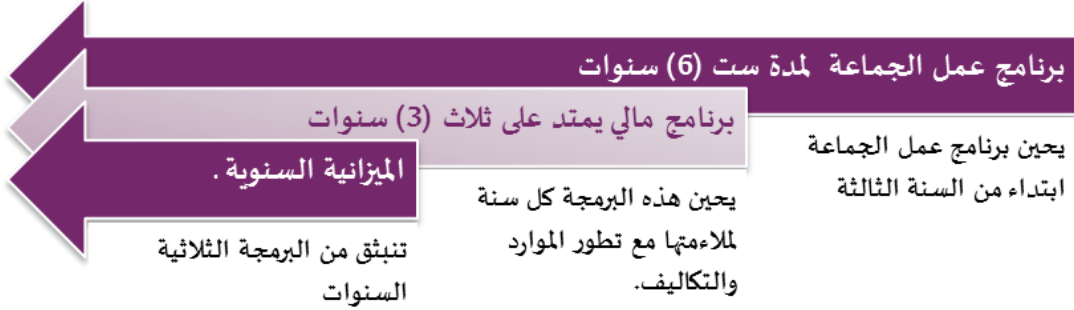 برنامج عمل الجماعة لمدة ست (6) سنوات
يحين برنامج عمل الجماعة
ابتداء من السنة الثالثة
برنامج مالي يمتد على ثلاث (3) سنوات
يحين هذه البرمجة كل سنة
لملاءمتها مع تطور الموارد
والتكاليف.
الميزانية السنوية .
تنبثق من البرمجة الثلاثية
السنوات